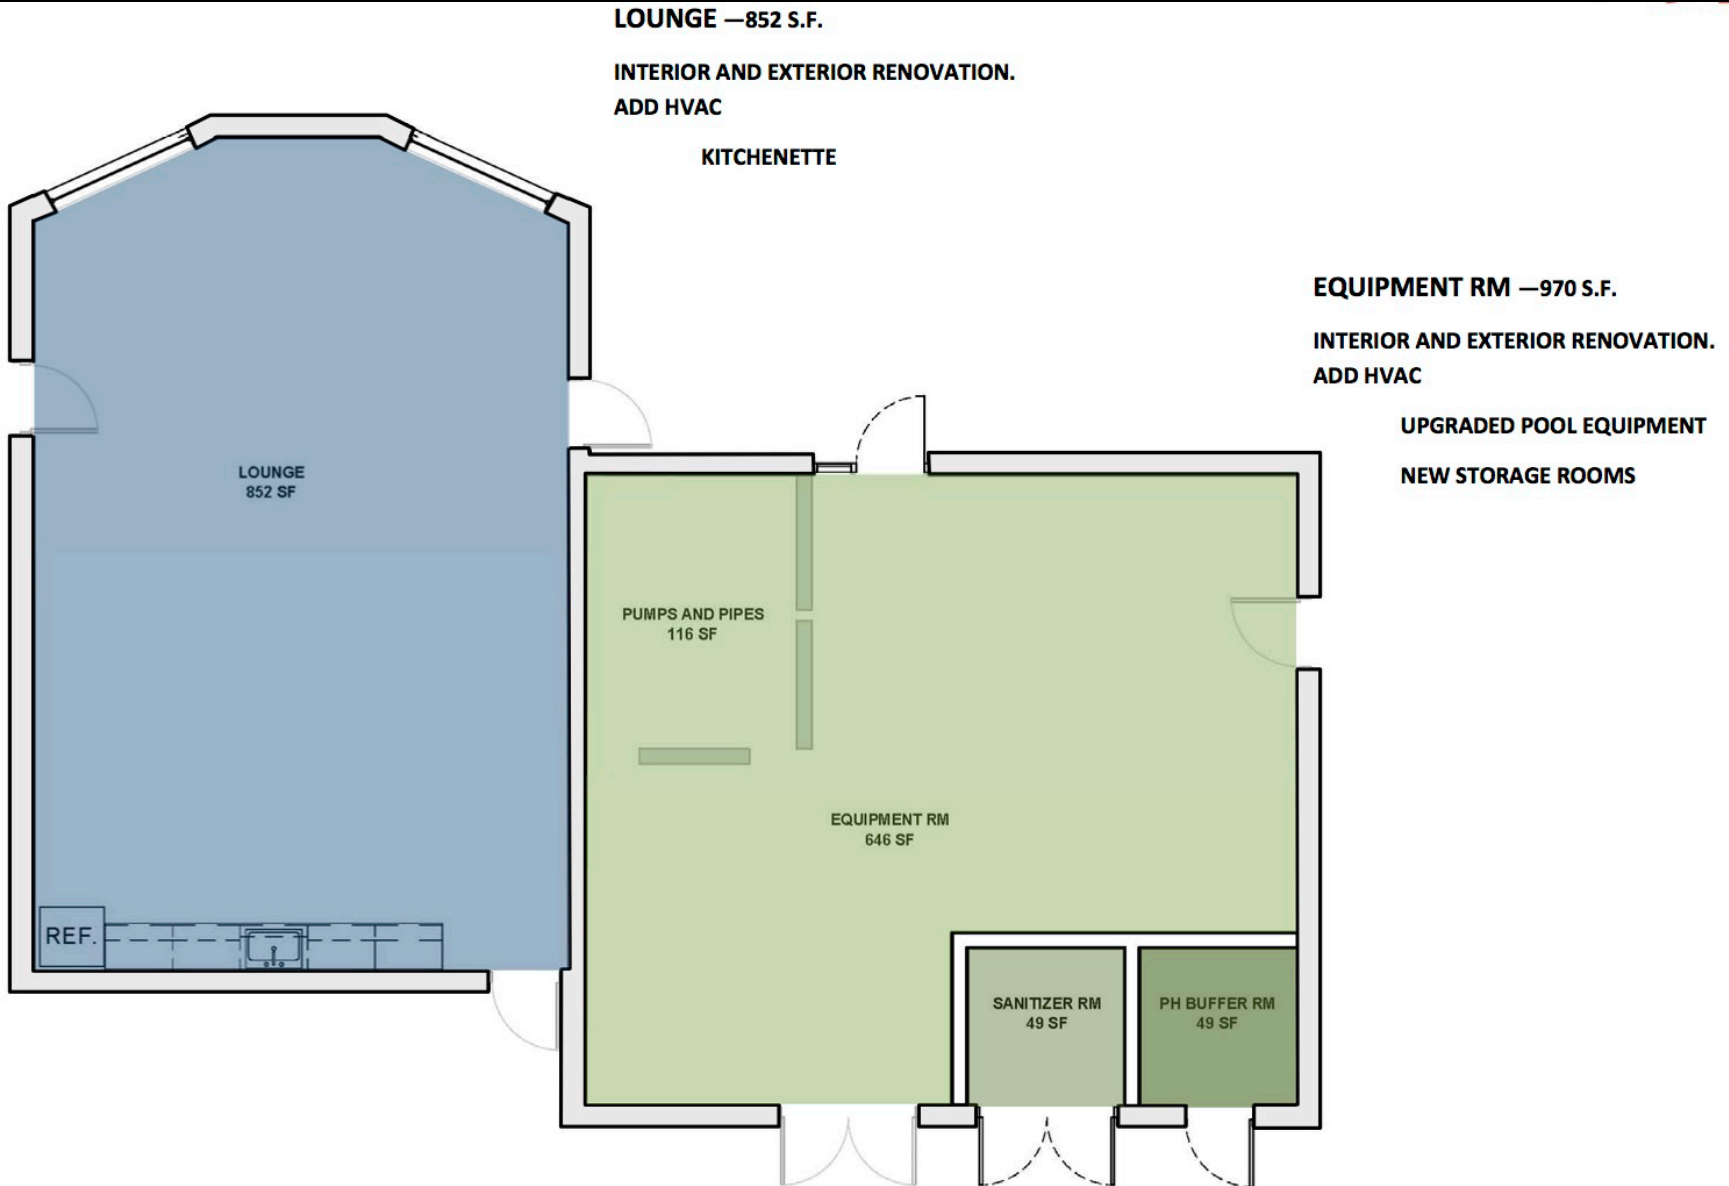 LOUNGE —852 S.F.
INTERIOR AND EXTERIOR RENOVATION.
ADD HVAC
KITCHENETTE
EQUIPMENT RM —970 S.F.
INTERIOR AND EXTERIOR RENOVATION.
ADD HVAC
UPGRADED POOL EQUIPMENT
NEW STORAGE ROOMS
LOUNGE
852 SF
PUMPS AND PIPES
116 SF
EQUIPMENT RM
646 SF
REF.
SANITIZER RM
49 SF
PH BUFFER RM
49 SF